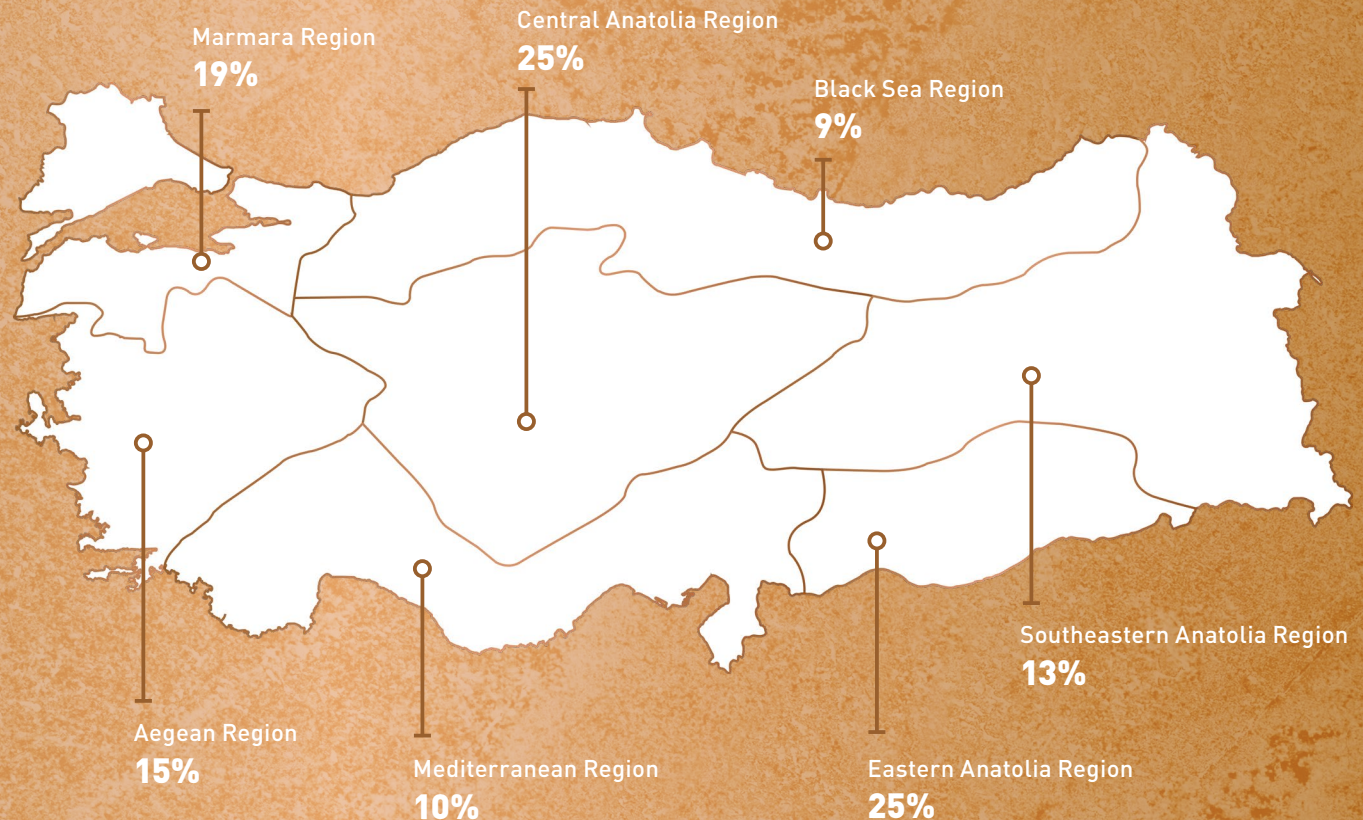 Marmara Region
19%
Central Anatolia Region
25%
Black Sea Region
9%
Southeastern Anatolia Region
13%
Aegean Region
15%
Mediterranean Region
10%
Eastern Anatolia Region
25%